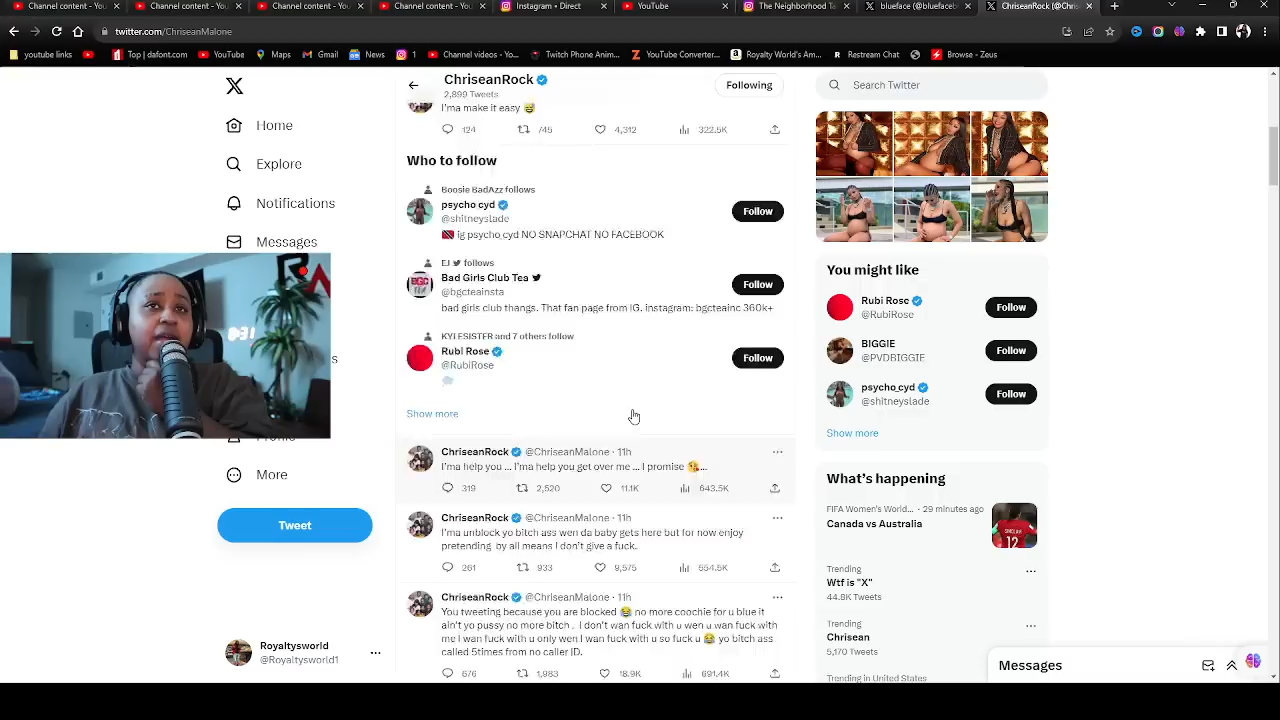 Channel content - You
Channel content - You
Channel content - You
Channel content - You
Instagram • Direct
YouTube
The Neighborhood To
blueface (@bluefaceb
ChriseanRock (@Chris
twitter.com/ChriseanMalone
youtube links
Top | dafont.com
YouTube
Maps
Gmail
News
1
Channel videos - Yo...
Twitch Phone Anim...
YouTube Converter...
Royalty World's Am...
Restream Chat
Browse - Zeus
ChriseanRock
2,899 Tweets
Following
Search Twitter
I'ma make it easy 😅
124 745 4,312 322.5K
Home
Explore
Notifications
Messages
Profile
More
Tweet
Royaltysworld
@Royaltysworld1
Who to follow
Boosie BadAzz follows
psycho cyd
@shitneyslade
Follow
🇹🇹 ig psycho_cyd NO SNAPCHAT NO FACEBOOK
EJ follows
Bad Girls Club Tea
@bgcteainsta
Follow
bad girls club thangs. That fan page from IG. instagram: bgcteainc 360k+
KYLESISTER and 7 others follow
Rubi Rose
@RubiRose
Follow
Show more
ChriseanRock @ChriseanMalone · 11h
I'ma help you ... I'ma help you get over me ... I promise 😘...
319 2,520 11.1K 643.5K
ChriseanRock @ChriseanMalone · 11h
I'ma unblock yo bitch ass wen da baby gets here but for now enjoy
pretending by all means I don't give a fuck.
261 933 9,575 554.5K
ChriseanRock @ChriseanMalone · 11h
You tweeting because you are blocked 😂 no more coochie for u blue it
ain't yo pussy no more bitch . I don't wan fuck with u wen u wan fuck with
me I wan fuck with u only wen I wan fuck with u so fuck u 😂 yo bitch ass
called 5times from no caller ID.
676 1,983 18.9K 691.4K
You might like
Rubi Rose
@RubiRose
Follow
BIGGIE
@PVDBIGGIE
Follow
psycho_cyd
@shitneyslade
Follow
Show more
What's happening
FIFA Women's World... · 29 minutes ago
Canada vs Australia
Trending
Wtf is "X"
44.8K Tweets
Trending
Chrisean
5,170 Tweets
Trending in United States
Messages